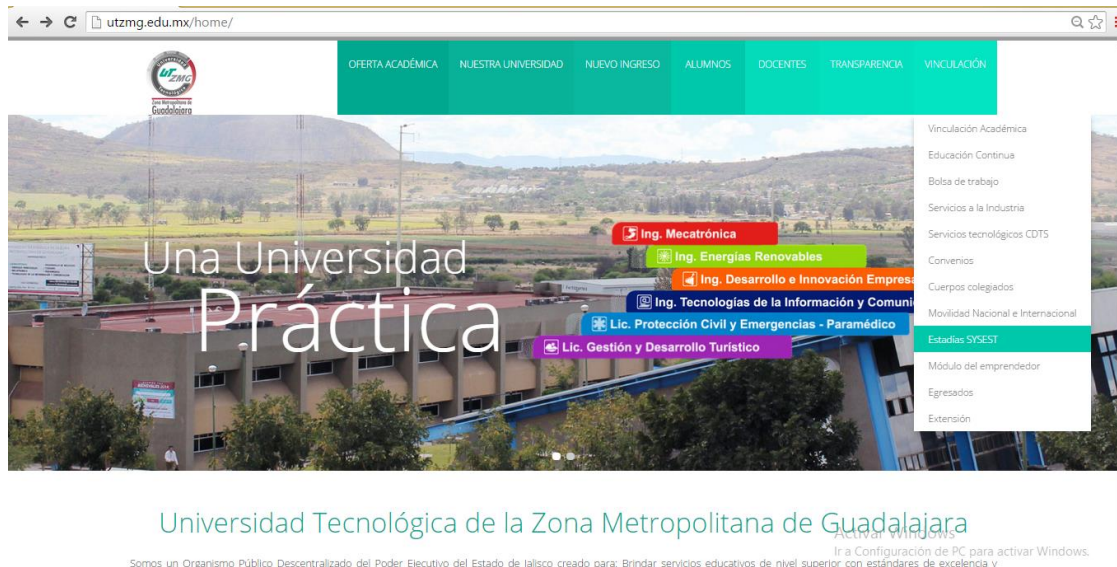 utzmg.edu.mx/home/
UTZMG
Zona Metropolitana de
Guadalajara
OFERTA ACADÉMICA NUESTRA UNIVERSIDAD NUEVO INGRESO ALUMNOS DOCENTES TRANSPARENCIA VINCULACIÓN
Vinculación Académica
Educación Continua
Bolsa de trabajo
Servicios a la Industria
Servicios tecnológicos CDTS
Convenios
Cuerpos colegiados
Movilidad Nacional e Internacional
Estadías SYSEST
Módulo del emprendedor
Egresados
Extensión
Una Universidad
Práctica
Ing. Mecatrónica
Ing. Energías Renovables
Ing. Desarrollo e Innovación Empresa
Ing. Tecnologías de la Información y Comuni
Lic. Protección Civil y Emergencias - Paramédico
Lic. Gestión y Desarrollo Turístico
Universidad Tecnológica de la Zona Metropolitana de Guadalajara
Activar Windows
Ir a Configuración de PC para activar Windows.
Somos un Organismo Público Descentralizado del Poder Ejecutivo del Estado de Jalisco creado para: Brindar servicios educativos de nivel superior con estándares de excelencia y